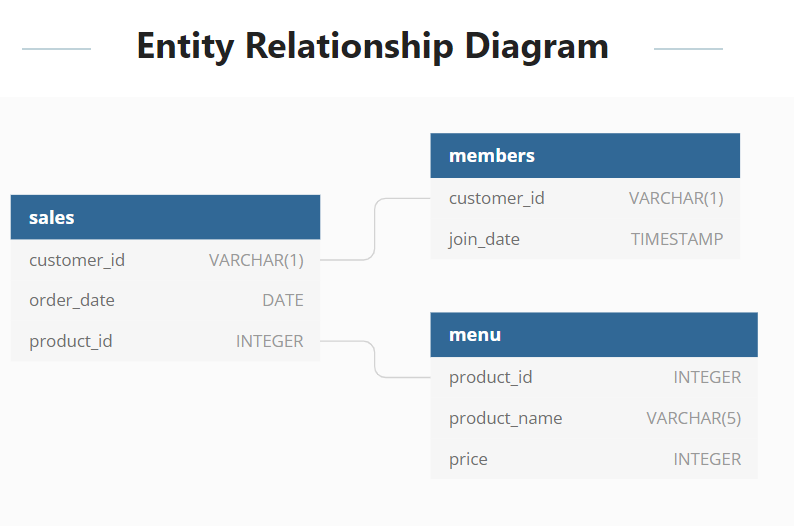 Entity Relationship Diagram
sales
customer_id VARCHAR(1)
order_date DATE
product_id INTEGER
members
customer_id VARCHAR(1)
join_date TIMESTAMP
menu
product_id INTEGER
product_name VARCHAR(5)
price INTEGER